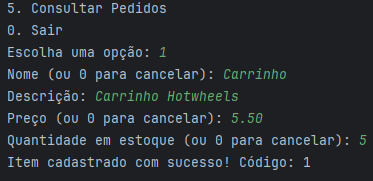 5. Consultar Pedidos
0. Sair
Escolha uma opção: 1
Nome (ou 0 para cancelar): Carrinho
Descrição: Carrinho Hotwheels
Preço (ou 0 para cancelar): 5.50
Quantidade em estoque (ou 0 para cancelar): 5
Item cadastrado com sucesso! Código: 1